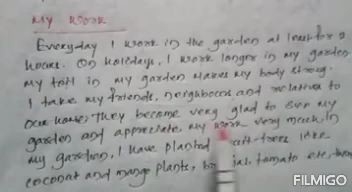 My Work
Everyday I work in the garden at least for 2
hours. On holidays, I work longer in my garden
my toil in my garden makes my body strong.
I take my friends, neighbours and relative to
our house. They become very glad to even my
garden and appreciate my work very much. In
my garden, I have planted trees like
coconut and mango plants, tomato etc,
FILMIGO